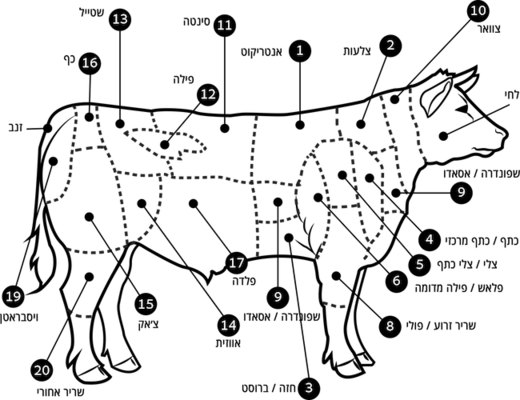 10
צוואר
13
שטייל
11
סינטה
1
אנטריקוט
2
צלעות
16
כף
12
פילה
לחי
זנב
שפונדרה / אסאדו
9
4
כתף / כתף מרכזי
5
צלי / צלי כתף
6
פלאש / פילה מדומה
17
פלדה
19
וייסבראטן
15
צ'אק
9
שפונדרה / אסאדו
14
אווזית
8
שריר זרוע / פולי
20
שריר אחורי
3
חזה / ברוסט